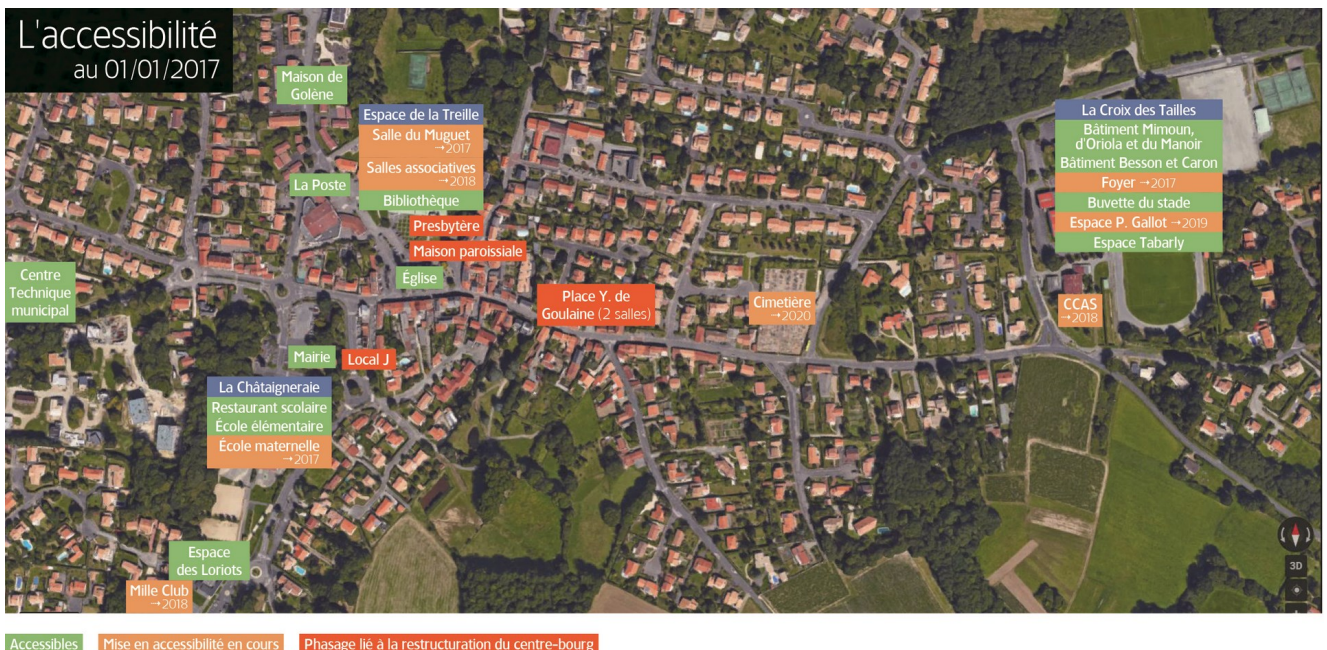 L'accessibilité
au 01/01/2017
Maison de
Golène
Espace de la Treille
Salle du Muguet
→2017
Salles associatives
→2018
Bibliothèque
La Poste
Presbytère
Maison paroissiale
Église
Centre
Technique
municipal
Place Y. de
Goulaine (2 salles)
Cimetière
→2020
La Croix des Tailles
Bâtiment Mimoun,
d'Oriola et du Manoir
Bâtiment Besson et Caron
Foyer →2017
Buvette du stade
Espace P. Gallot →2019
Espace Tabarly
CCAS
→2018
Mairie
Local J
La Châtaigneraie
Restaurant scolaire
École élémentaire
École maternelle
→2017
Espace
des Loriots
Mille Club
→2018
3D
Accessibles
Mise en accessibilité en cours
Phasage lié à la restructuration du centre-bourg